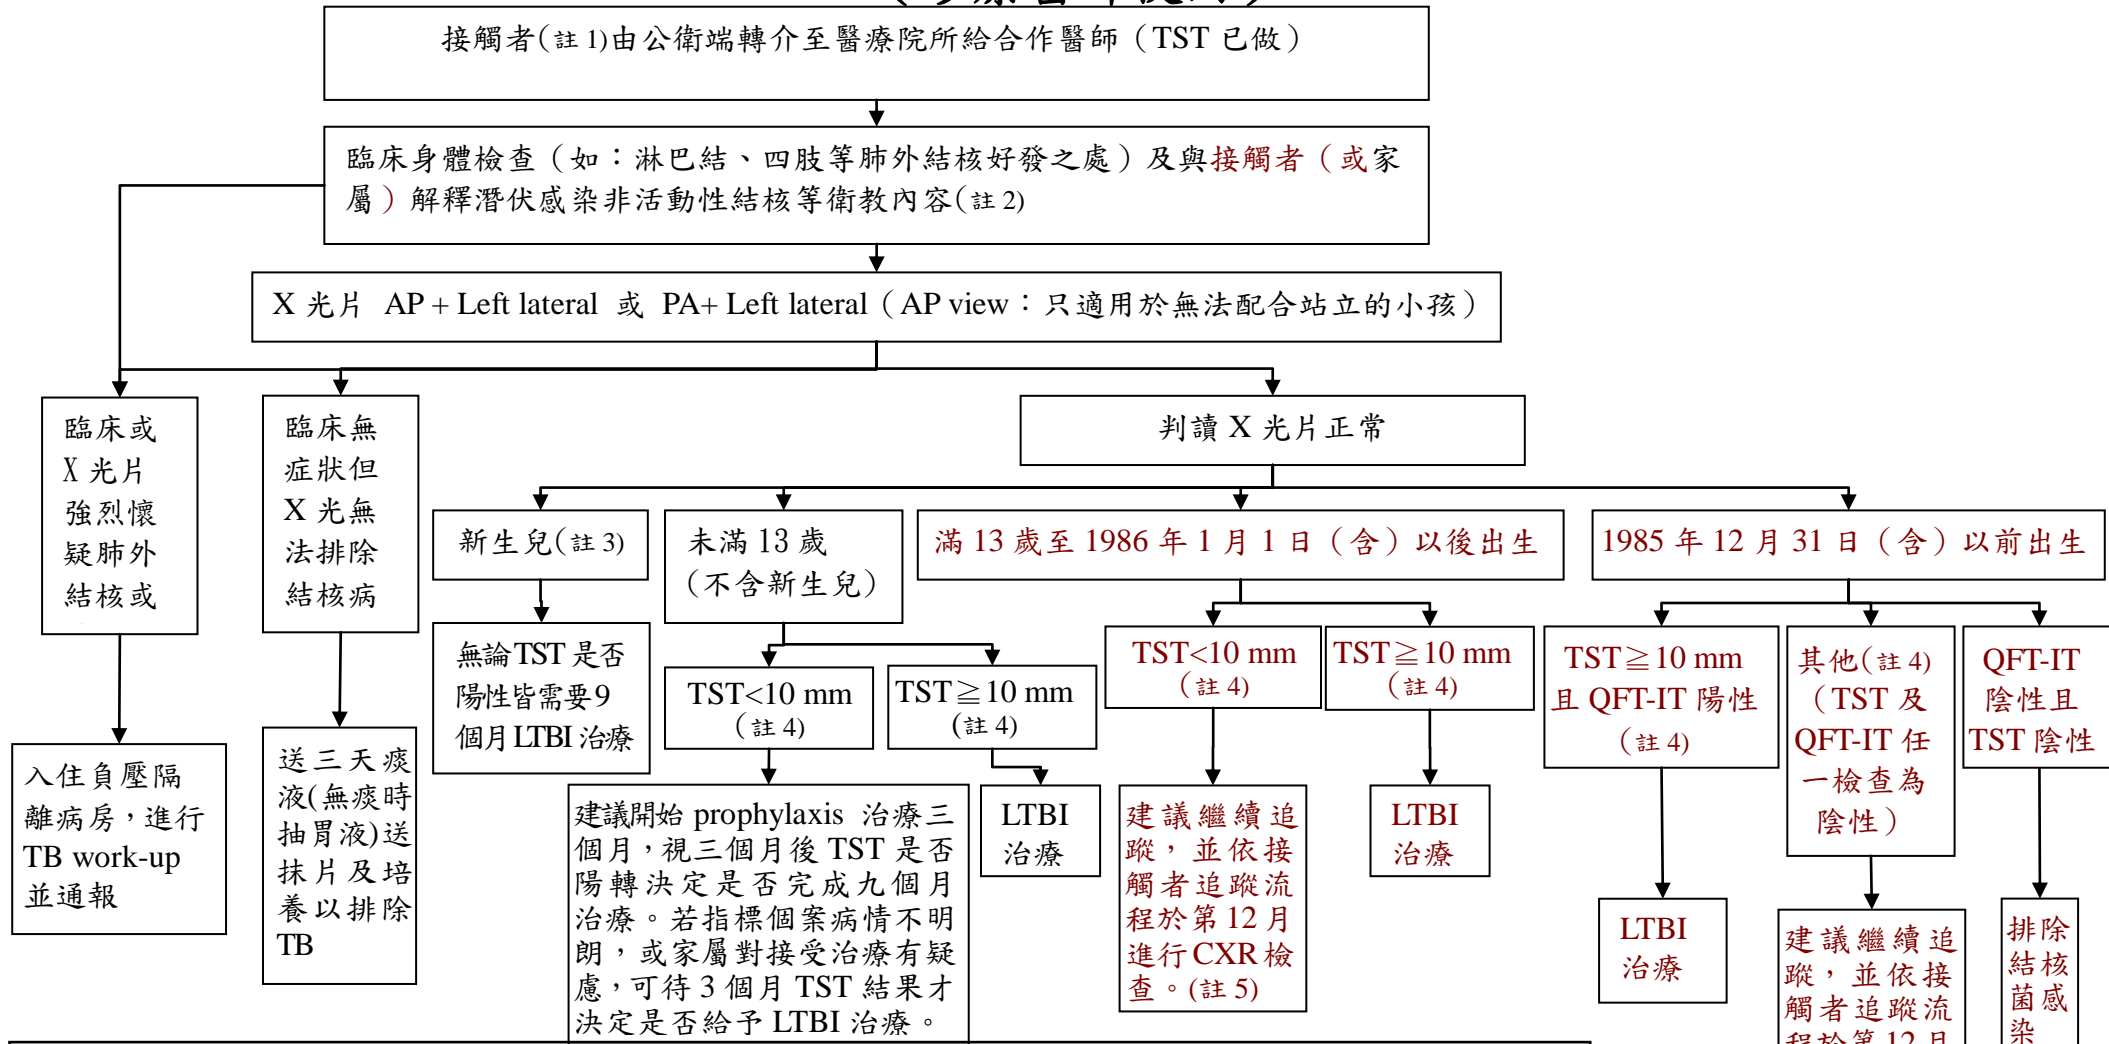 接觸者(註 1)由公衛端轉介至醫療院所給合作醫師（TST 已做）
臨床身體檢查（如：淋巴結、四肢等肺外結核好發之處）及與接觸者（或家
屬）解釋潛伏感染非活動性結核等衛教內容(註 2)
X 光片 AP + Left lateral 或 PA+ Left lateral（AP view：只適用於無法配合站立的小孩）
臨床或
X 光片
強烈懷
疑肺外
結核或
臨床無
症狀但
X 光無
法排除
結核病
判讀 X 光片正常
新生兒(註 3)
未滿 13 歲
（不含新生兒）
滿 13 歲至 1986 年 1 月 1 日（含）以後出生
1985 年 12 月 31 日（含）以前出生
無論 TST 是否
陽性皆需要 9
個月 LTBI 治療
TST<10 mm
(註 4)
TST≧10 mm
(註 4)
TST<10 mm
(註 4)
TST≧10 mm
(註 4)
TST≧10 mm
且 QFT-IT 陽性
(註 4)
其他(註 4)
（TST 及
QFT-IT 任
一檢查為
陰性）
QFT-IT
陰性且
TST 陰性
入住負壓隔
離病房，進行
TB work-up
並通報
送三天痰
液(無痰時
抽胃液)送
抹片及培
養以排除
TB
建議開始 prophylaxis 治療三
個月，視三個月後 TST 是否
陽轉決定是否完成九個月
治療。若指標個案病情不明
朗，或家屬對接受治療有疑
慮，可待 3 個月 TST 結果才
決定是否給予 LTBI 治療。
LTBI
治療
建議繼續追
蹤，並依接
觸者追蹤流
程於第 12 月
進行 CXR 檢
查。(註 5)
LTBI
治療
LTBI
治療
建議繼續追
蹤，並依接
觸者追蹤流
程於第 12 月
排除
結核
菌感
染